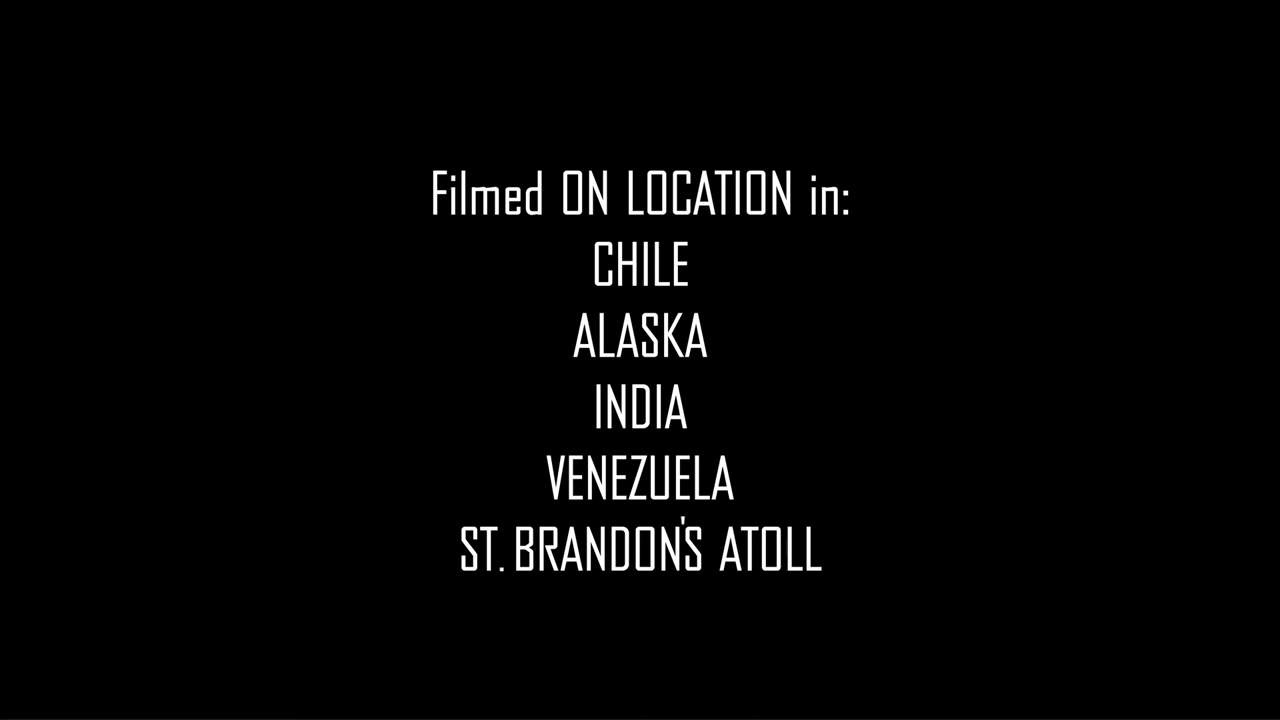 Filmed ON LOCATION in:
CHILE
ALASKA
INDIA
VENEZUELA
ST. BRANDON'S ATOLL